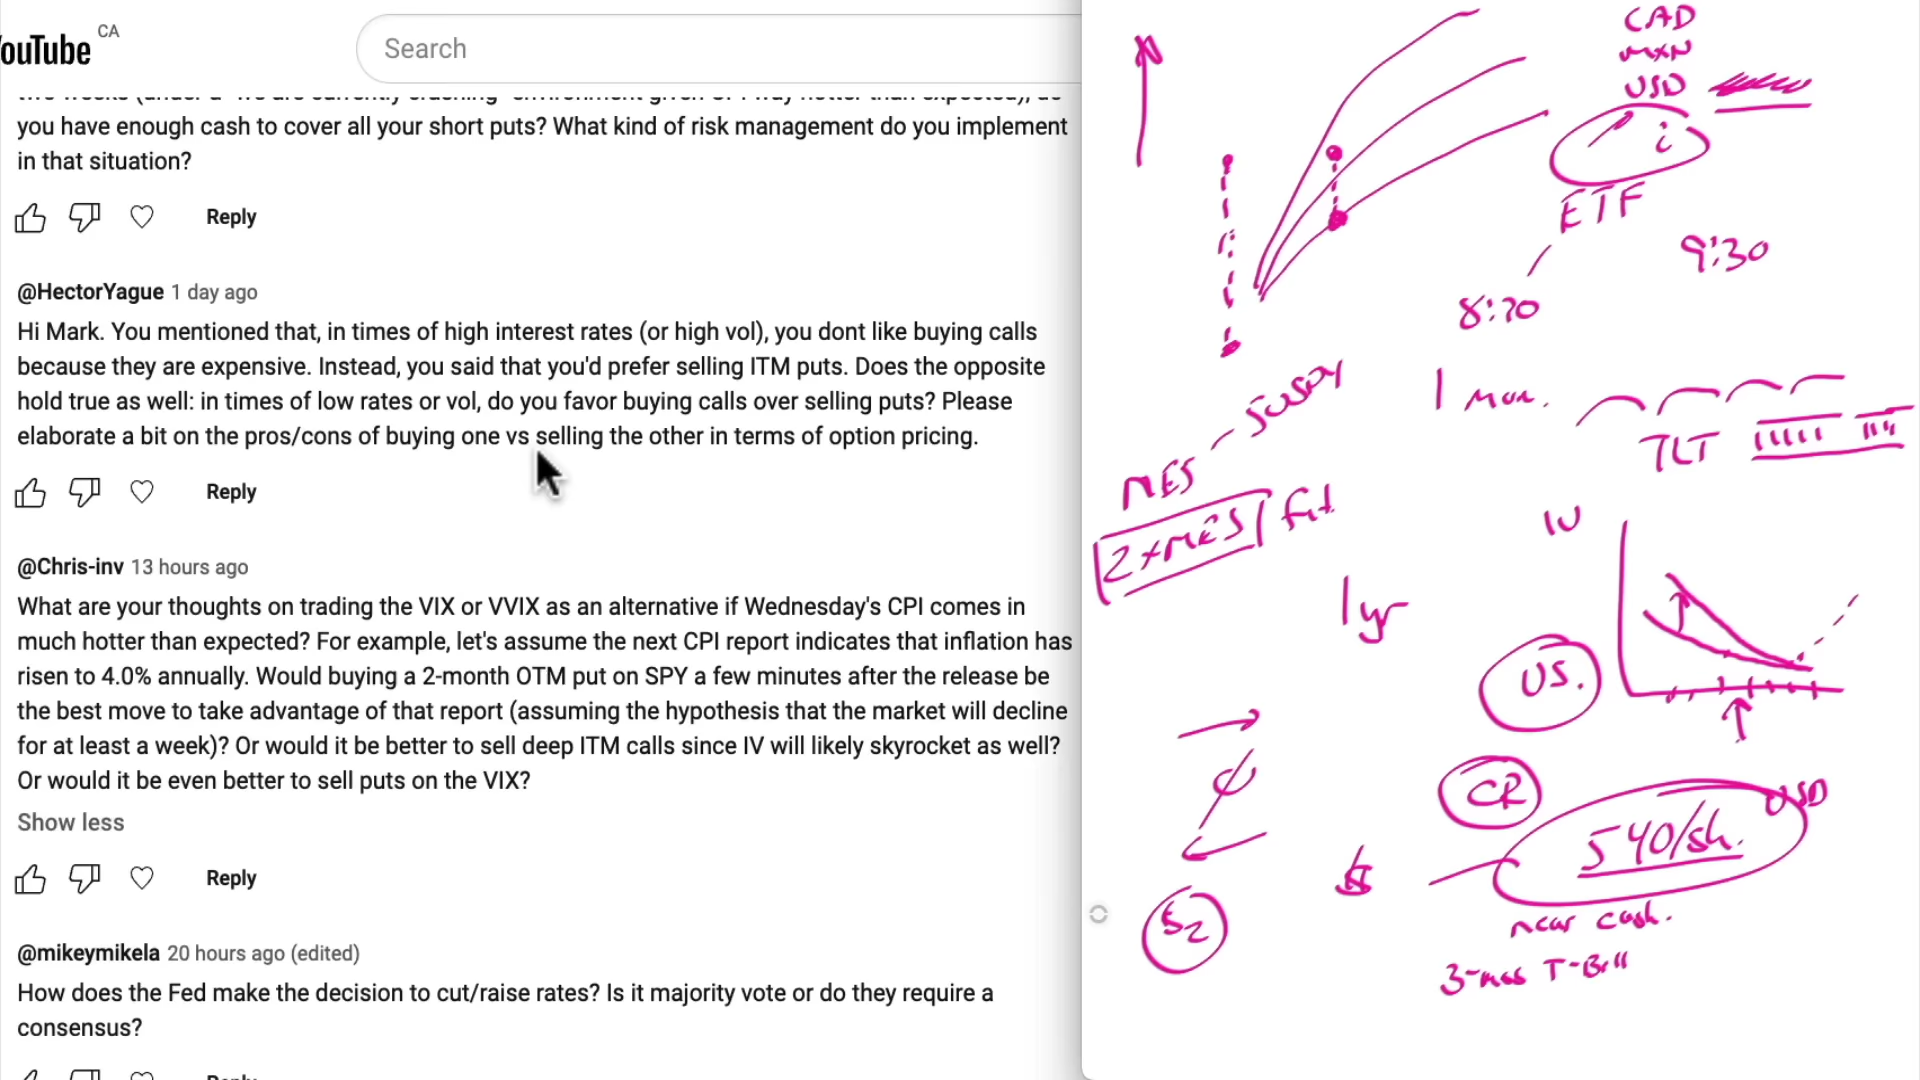 ouTube CA
Search
you have enough cash to cover all your short puts? What kind of risk management do you implement
in that situation?
Reply
@HectorYague 1 day ago
Hi Mark. You mentioned that, in times of high interest rates (or high vol), you dont like buying calls
because they are expensive. Instead, you said that you'd prefer selling ITM puts. Does the opposite
hold true as well: in times of low rates or vol, do you favor buying calls over selling puts? Please
elaborate a bit on the pros/cons of buying one vs selling the other in terms of option pricing.
Reply
@Chris-inv 13 hours ago
What are your thoughts on trading the VIX or VVIX as an alternative if Wednesday's CPI comes in
much hotter than expected? For example, let's assume the next CPI report indicates that inflation has
risen to 4.0% annually. Would buying a 2-month OTM put on SPY a few minutes after the release be
the best move to take advantage of that report (assuming the hypothesis that the market will decline
for at least a week)? Or would it be better to sell deep ITM calls since IV will likely skyrocket as well?
Or would it be even better to sell puts on the VIX?
Show less
Reply
@mikeymikela 20 hours ago (edited)
How does the Fed make the decision to cut/raise rates? Is it majority vote or do they require a
consensus?
Reply
CAD
MXN
USD
i
ETF
9:30
1 mon.
TLT
MES
2xMES
fut
IV
1 yr
US.
USD
540/sh.
$
near cash.
3-mos T-Bill